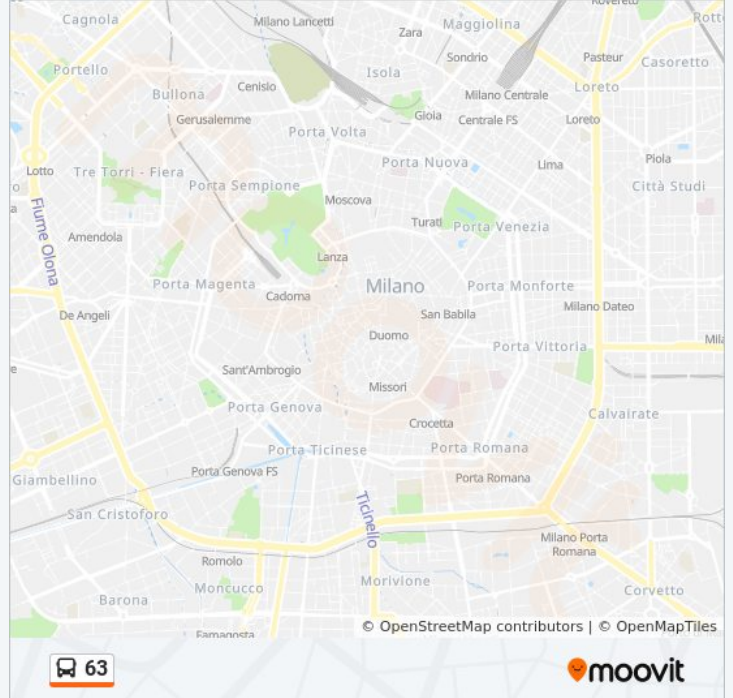 Rovereto
Cagnola
Milano Lancetti
Maggiolina
Rott
Zara
Sondrio
Pasteur
Casoretto
Portello
Isola
Bullona
Cenisio
Milano Centrale
Loreto
Gerusalemme
Gioia
Centrale FS
Loreto
Porta Volta
Lotto
Tre Torri - Fiera
Porta Nuova
Lima
Piola
o
Porta Sempione
Città Studi
Moscova
a
Turati
Porta Venezia
Fiume Olona
Amendola
Lanza
Porta Magenta
Cadorna
Milano
Porta Monforte
De Angeli
San Babila
Milano Dateo
Duomo
Porta Vittoria
Mila
e
Sant'Ambrogio
Missori
Porta Genova
Crocetta
Calvairate
Porta Ticinese
Porta Romana
Giambellino
Porta Genova FS
Porta Romana
San Cristoforo
Ticinello
Milano Porta
Romana
Romolo
Morivione
Moncucco
Corvetto
Barona
Famagosta
© OpenStreetMap contributors | © OpenMapTiles
63
moovit